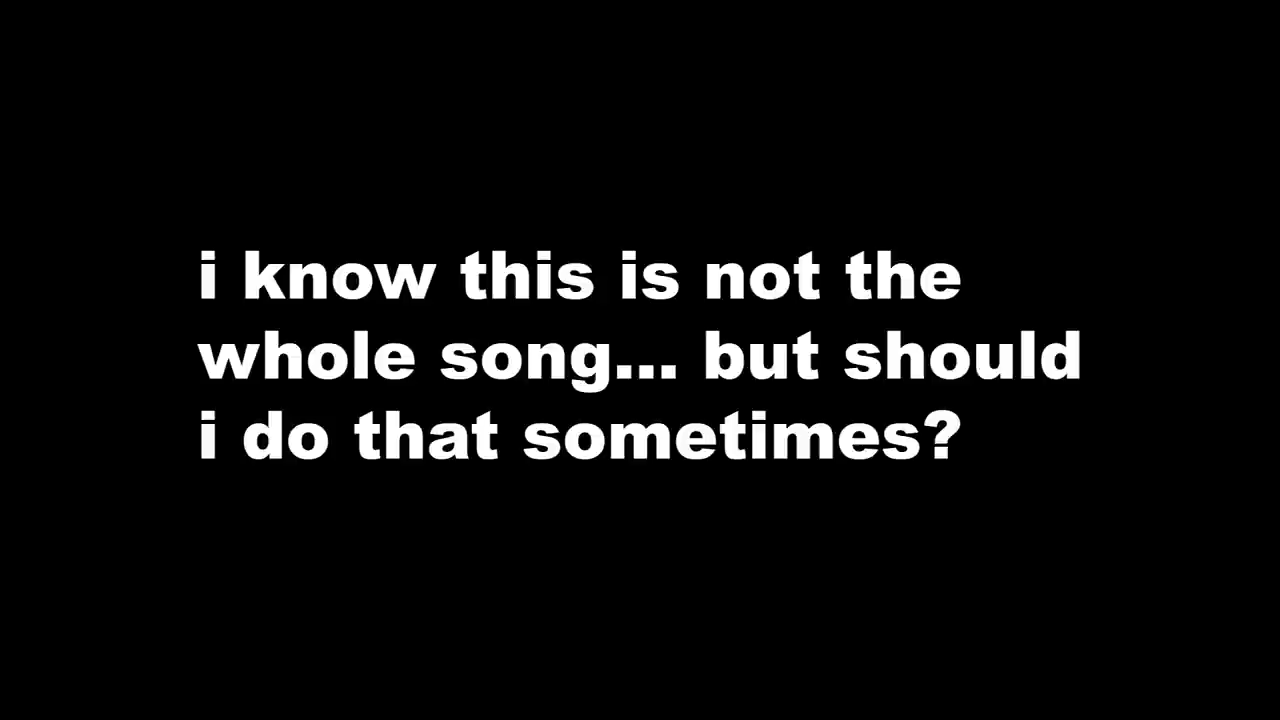 i know this is not the
whole song... but should
i do that sometimes?